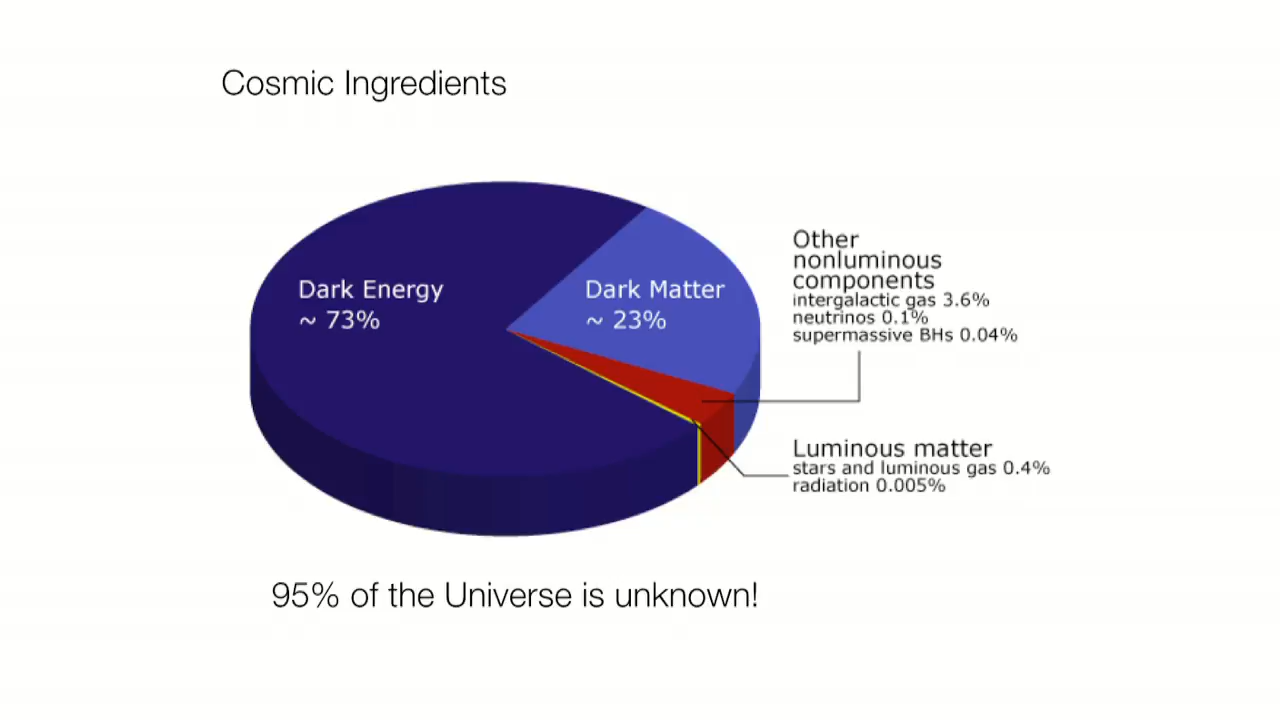 Cosmic Ingredients
Dark Energy
~ 73%
Dark Matter
~ 23%
Other
nonluminous
components
intergalactic gas 3.6%
neutrinos 0.1%
supermassive BHs 0.04%
Luminous matter
stars and luminous gas 0.4%
radiation 0.005%
95% of the Universe is unknown!